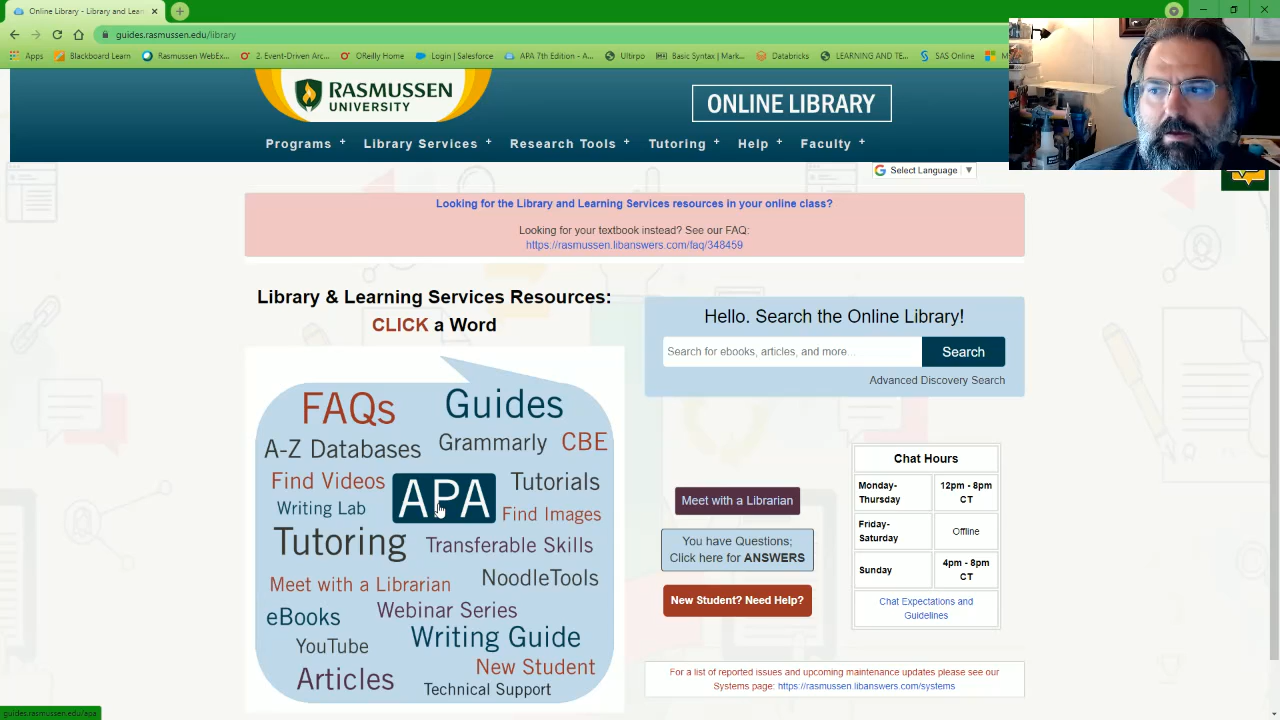 Online Library - Library and Lea
guides.rasmussen.edu/library
Apps
Blackboard Learn
Rasmussen WebEx...
2. Event-Driven Arc...
OReilly Home
Login | Salesforce
APA 7th Edition - A...
Ultirpo
Basic Syntax | Mark...
Databricks
LEARNING AND TE...
SAS Online
M
RASMUSSEN
UNIVERSITY
ONLINE LIBRARY
Programs +
Library Services +
Research Tools +
Tutoring +
Help +
Faculty +
Select Language ▼
Looking for the Library and Learning Services resources in your online class?
Looking for your textbook instead? See our FAQ:
https://rasmussen.libanswers.com/faq/348459
Library & Learning Services Resources:
CLICK a Word
FAQs
Guides
A-Z Databases
Grammarly
CBE
Find Videos
APA
Tutorials
Writing Lab
Find Images
Tutoring
Transferable Skills
Meet with a Librarian
NoodleTools
eBooks
Webinar Series
YouTube
Writing Guide
Articles
New Student
Technical Support
Hello. Search the Online Library!
Search for ebooks, articles, and more...
Search
Advanced Discovery Search
Meet with a Librarian
You have Questions;
Click here for ANSWERS
New Student? Need Help?
Chat Hours
Monday-
Thursday
12pm - 8pm
CT
Friday-
Saturday
Offline
Sunday
4pm - 8pm
CT
Chat Expectations and
Guidelines
For a list of reported issues and upcoming maintenance updates please see our
Systems page: https://rasmussen.libanswers.com/systems
guides.rasmussen.edu/apa